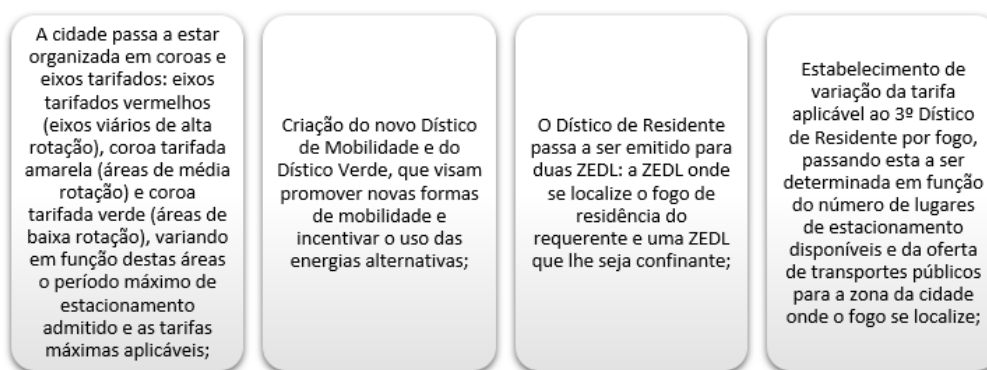 A cidade passa a estar
organizada em coroas e
eixos tarifados: eixos
tarifados vermelhos
(eixos viários de alta
rotação), coroa tarifada
amarela (áreas de média
rotação) e coroa
tarifada verde (áreas de
baixa rotação), variando
em função destas áreas
o período máximo de
estacionamento
admitido e as tarifas
máximas aplicáveis;
Criação do novo Dístico
de Mobilidade e do
Dístico Verde, que visam
promover novas formas
de mobilidade e
incentivar o uso das
energias alternativas;
O Dístico de Residente
passa a ser emitido para
duas ZEDL: a ZEDL onde
se localize o fogo de
residência do
requerente e uma ZEDL
que lhe seja confinante;
Estabelecimento de
variação da tarifa
aplicável ao 3º Dístico
de Residente por fogo,
passando esta a ser
determinada em função
do número de lugares
de estacionamento
disponíveis e da oferta
de transportes públicos
para a zona da cidade
onde o fogo se localize;